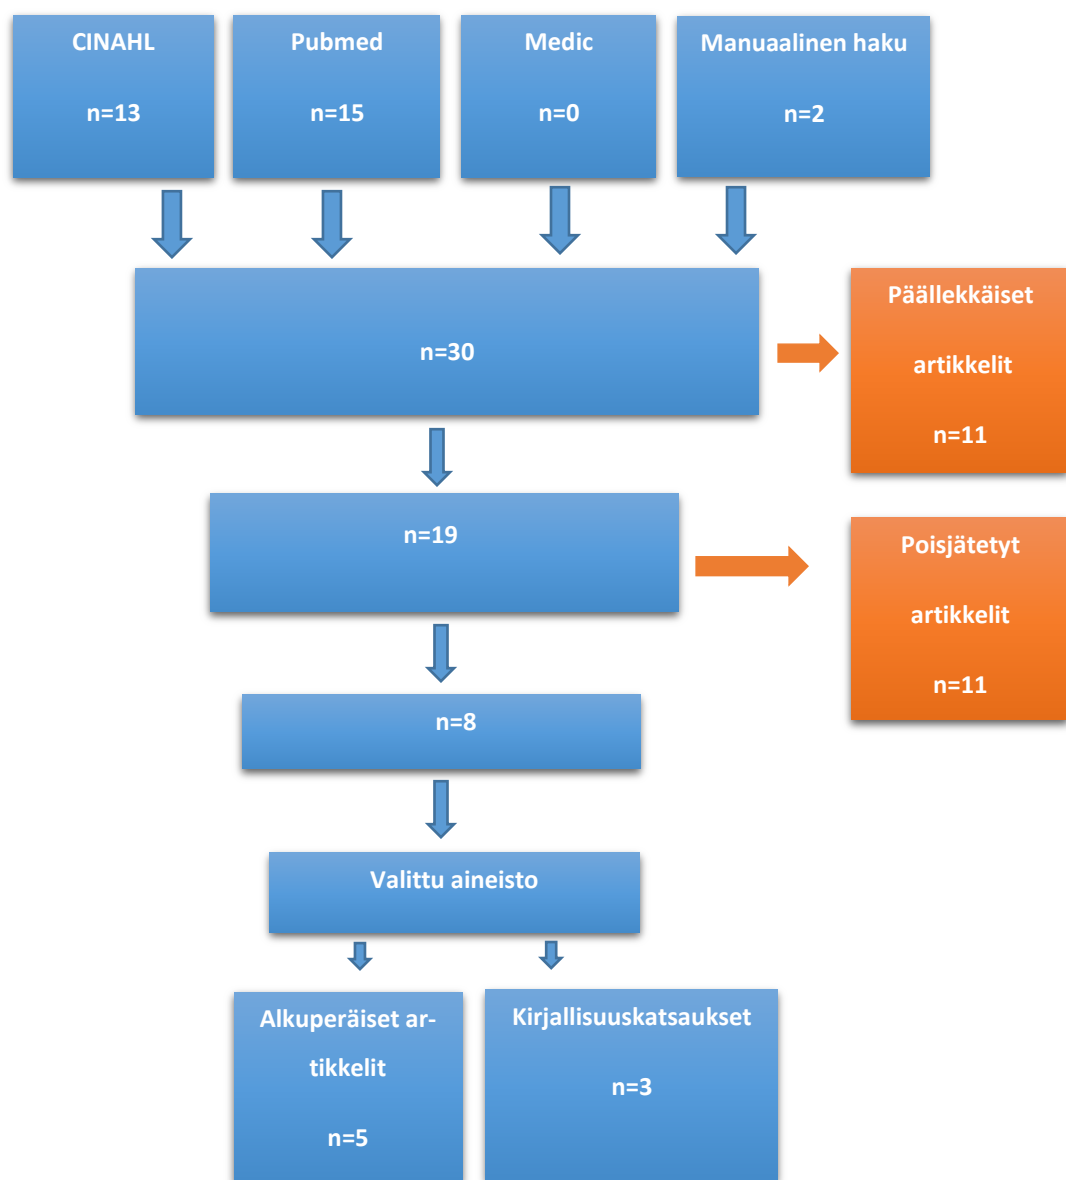 CINAHL
n=13
Pubmed
n=15
Medic
n=0
Manuaalinen haku
n=2
n=30
Päällekkäiset
artikkelit
n=11
n=19
Poisjätetyt
artikkelit
n=11
n=8
Valittu aineisto
Alkuperäiset ar-
tikkelit
n=5
Kirjallisuuskatsaukset
n=3